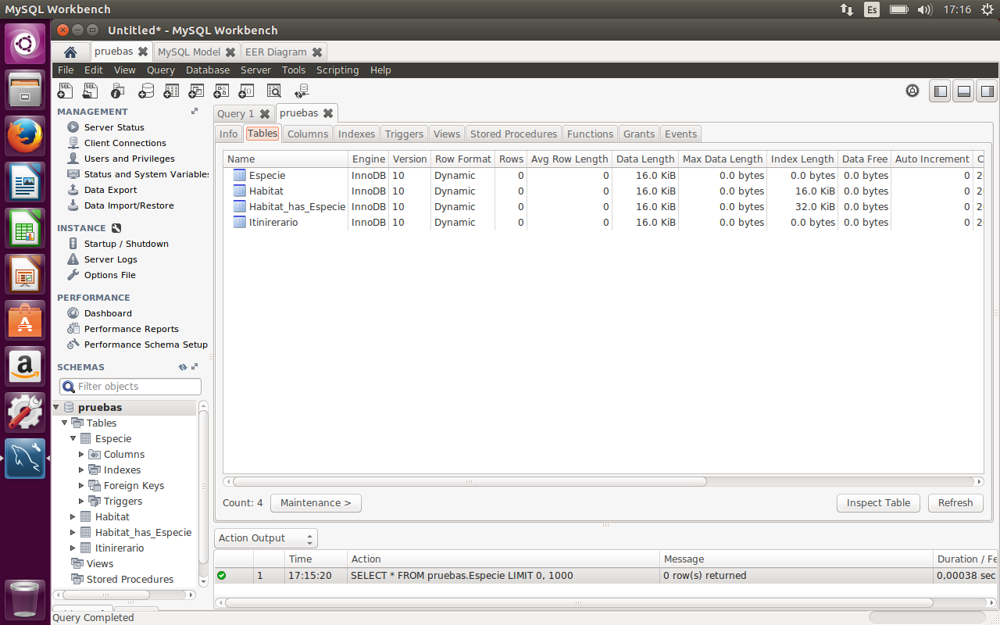 MySQL Workbench Es 17:16
Untitled* - MySQL Workbench
pruebas MySQL Model EER Diagram
File Edit View Query Database Server Tools Scripting Help
MANAGEMENT
Server Status
Client Connections
Users and Privileges
Status and System Variable
Data Export
Data Import/Restore
INSTANCE
Startup / Shutdown
Server Logs
Options File
PERFORMANCE
Dashboard
Performance Reports
Performance Schema Setup
SCHEMAS
Filter objects
pruebas
Tables
Especie
Columns
Indexes
Foreign Keys
Triggers
Habitat
Habitat_has_Especie
Itinirerario
Views
Stored Procedures
Query 1 pruebas
Info Tables Columns Indexes Triggers Views Stored Procedures Functions Grants Events
Name Engine Version Row Format Rows Avg Row Length Data Length Max Data Length Index Length Data Free Auto Increment C
Especie InnoDB 10 Dynamic 0 0 16.0 KiB 0.0 bytes 0.0 bytes 0.0 bytes 0 2
Habitat InnoDB 10 Dynamic 0 0 16.0 KiB 0.0 bytes 16.0 KiB 0.0 bytes 0 2
Habitat_has_Especie InnoDB 10 Dynamic 0 0 16.0 KiB 0.0 bytes 32.0 KiB 0.0 bytes 0 2
Itinirerario InnoDB 10 Dynamic 0 0 16.0 KiB 0.0 bytes 0.0 bytes 0.0 bytes 0 2
Count: 4 Maintenance > Inspect Table Refresh
Action Output
Time Action Message Duration / Fe
1 17:15:20 SELECT * FROM pruebas.Especie LIMIT 0, 1000 0 row(s) returned 0,00038 sec
Query Completed